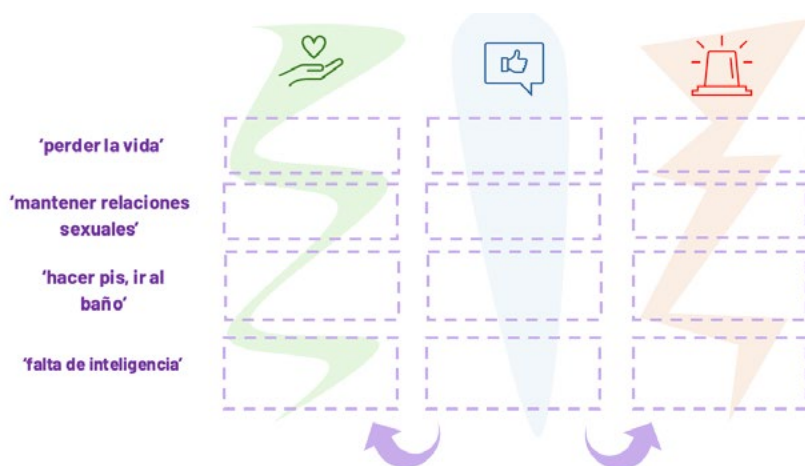 ‘perder la vida’
‘mantener relaciones
sexuales’
‘hacer pis, ir al
baño’
‘falta de inteligencia’